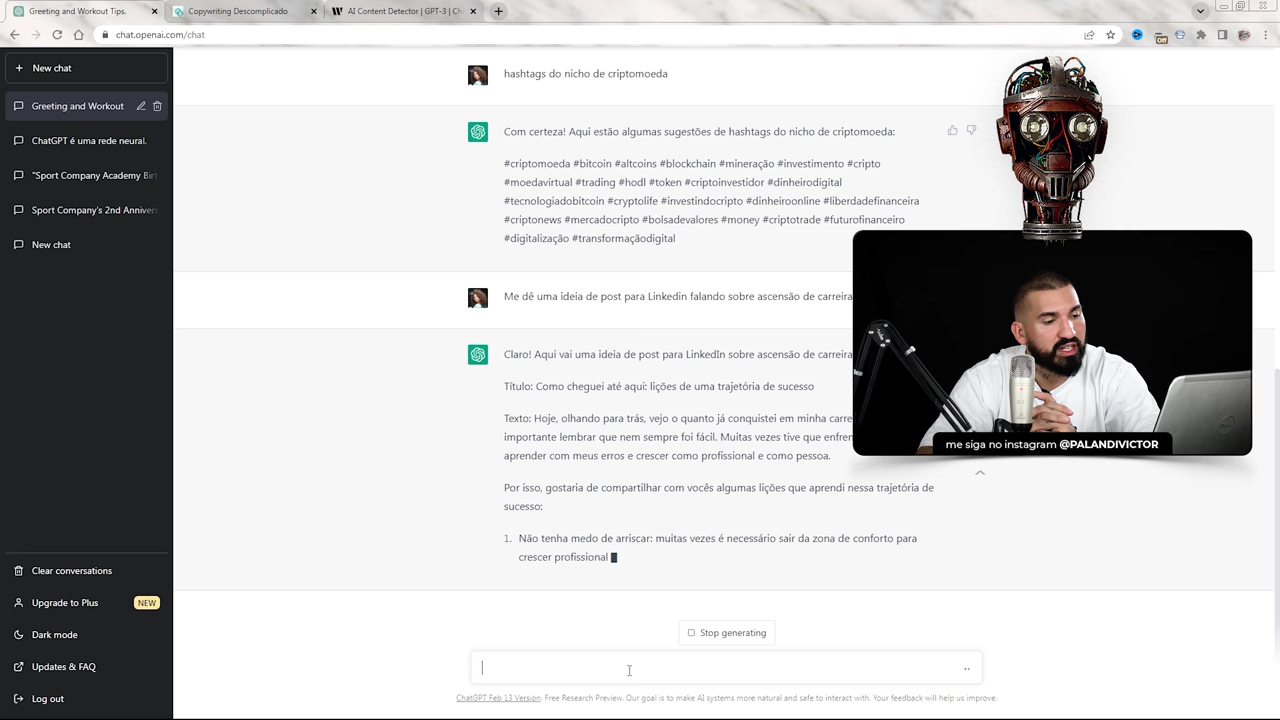 Greeting and Workout Tips.
Copywriting Descomplicado
AI Content Detector | GPT-3 | Ch
chat.openai.com/chat
Off
New chat
Greeting and Workout
ChatGPT é uma rede neural.
"Sport Company Academy Birt
Sport Company's 2nd Annivers
New chat
Clear conversations
Upgrade to Plus
NEW
Dark mode
Updates & FAQ
Log out
hashtags do nicho de criptomoeda
Com certeza! Aqui estão algumas sugestões de hashtags do nicho de criptomoeda:
#criptomoeda #bitcoin #altcoins #blockchain #mineração #investimento #cripto
#moedavirtual #trading #hodl #token #criptoinvestidor #dinheirodigital
#tecnologiadobitcoin #cryptolife #investindocripto #dinheiroonline #liberdadefinanceira
#criptonews #mercadocripto #bolsadevalores #money #criptotrade #futurofinanceiro
#digitalização #transformaçãodigital
Me dê uma ideia de post para Linkedin falando sobre ascensão de carreira
Claro! Aqui vai uma ideia de post para LinkedIn sobre ascensão de carreira
Título: Como cheguei até aqui: lições de uma trajetória de sucesso
Texto: Hoje, olhando para trás, vejo o quanto já conquistei em minha carre
importante lembrar que nem sempre foi fácil. Muitas vezes tive que enfren
aprender com meus erros e crescer como profissional e como pessoa.
Por isso, gostaria de compartilhar com vocês algumas lições que aprendi nessa trajetória de
sucesso:
1. Não tenha medo de arriscar: muitas vezes é necessário sair da zona de conforto para
crescer profissional
me siga no instagram @PALANDIVICTOR
Stop generating
ChatGPT Feb 13 Version. Free Research Preview. Our goal is to make AI systems more natural and safe to interact with. Your feedback will help us improve.